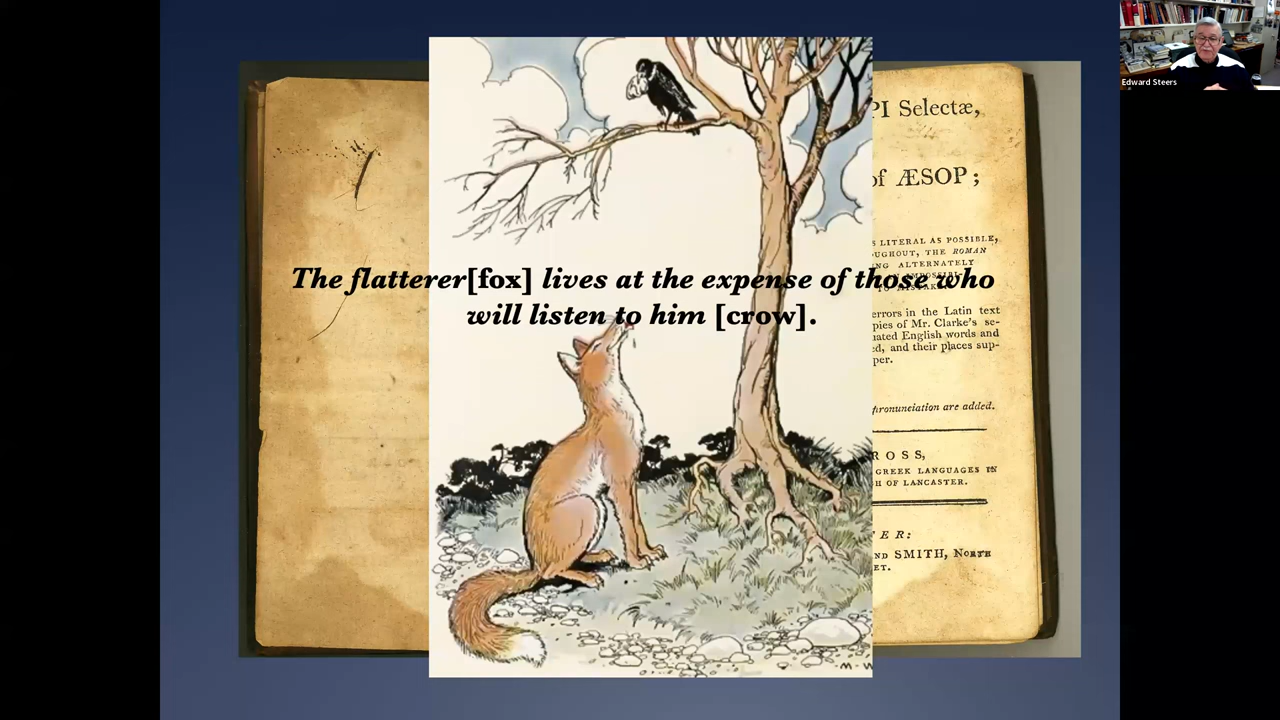 Edward Steers
PI Selectæ,
of ÆSOP;
LITERAL AS POSSIBLE,
THE ROMAN
ALTERNATELY
The flatterer[fox] lives at the expense of those who
will listen to him [crow].
errors in the Latin text
pies of Mr. Clarke's se-
uated English words and
ed, and their places sup-
per.
pronunciation are added.
ROSS,
GREEK LANGUAGES IN
H OF LANCASTER.
ER:
ND SMITH, North
ET.
M-W